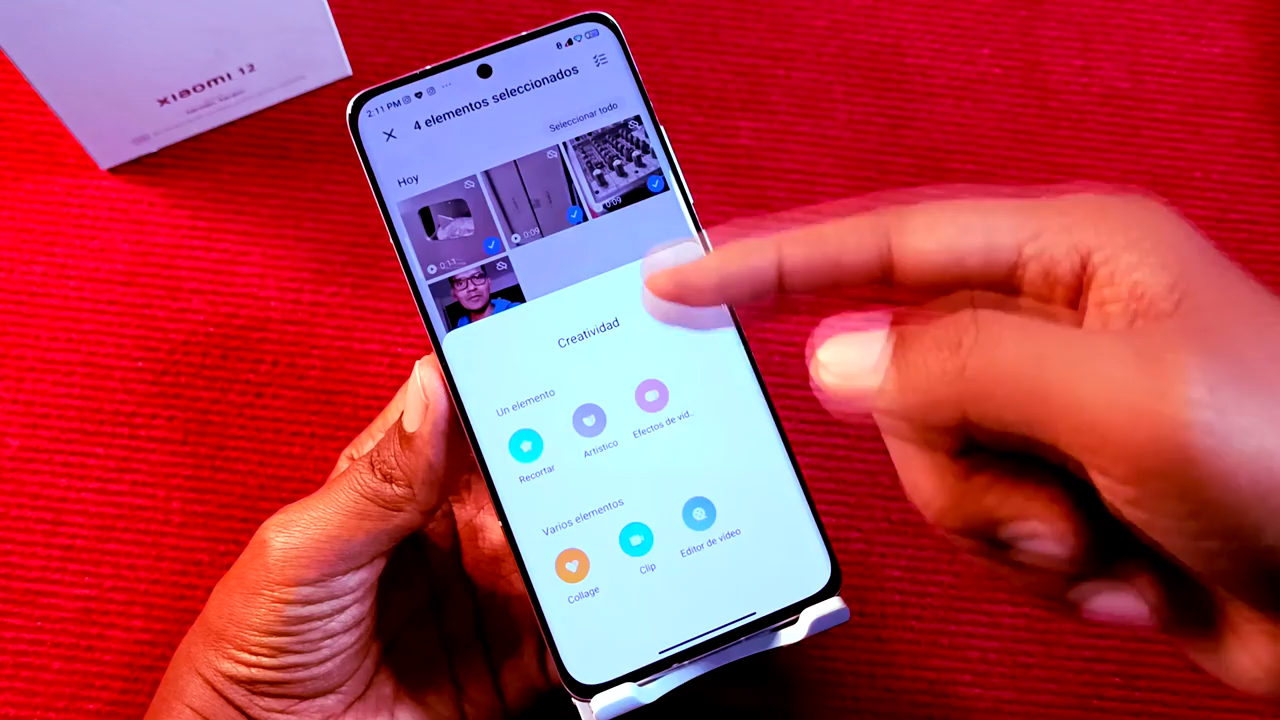 XIAOMI 12
2:11 PM
4 elementos seleccionados
Seleccionar todo
Hoy
0:09
0:09
Creatividad
Un elemento
Recortar
Artístico
Efectos de vid..
Varios elementos
Collage
Clip
Editor de video